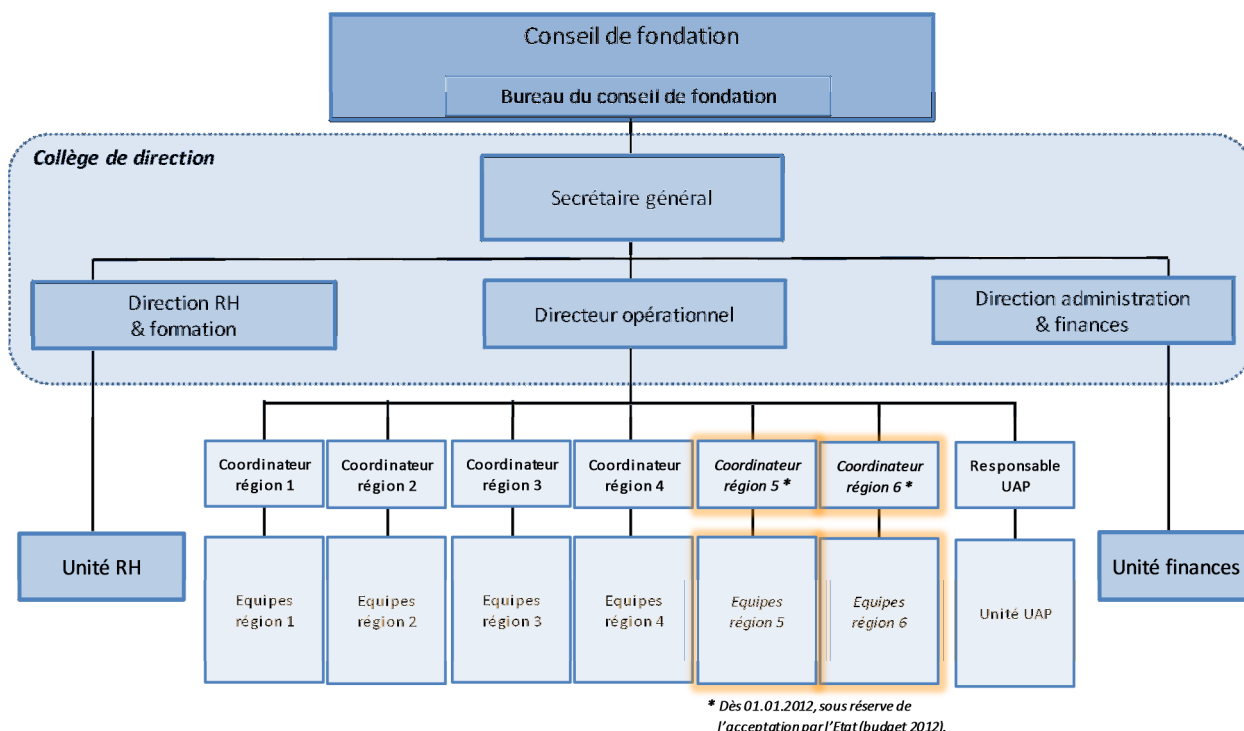 Conseil de fondation
Bureau du conseil de fondation
Collège de direction
Secrétaire général
Direction RH
& formation
Directeur opérationnel
Direction administration
& finances
Coordinateur
région 1
Coordinateur
région 2
Coordinateur
région 3
Coordinateur
région 4
Coordinateur
région 5 *
Coordinateur
région 6 *
Responsable
UAP
Unité RH
Equipes
région 1
Equipes
région 2
Equipes
région 3
Equipes
région 4
Equipes
région 5
Equipes
région 6
Unité UAP
Unité finances
* Dès 01.01.2012, sous réserve de
l'acceptation par l'Etat (budget 2012).